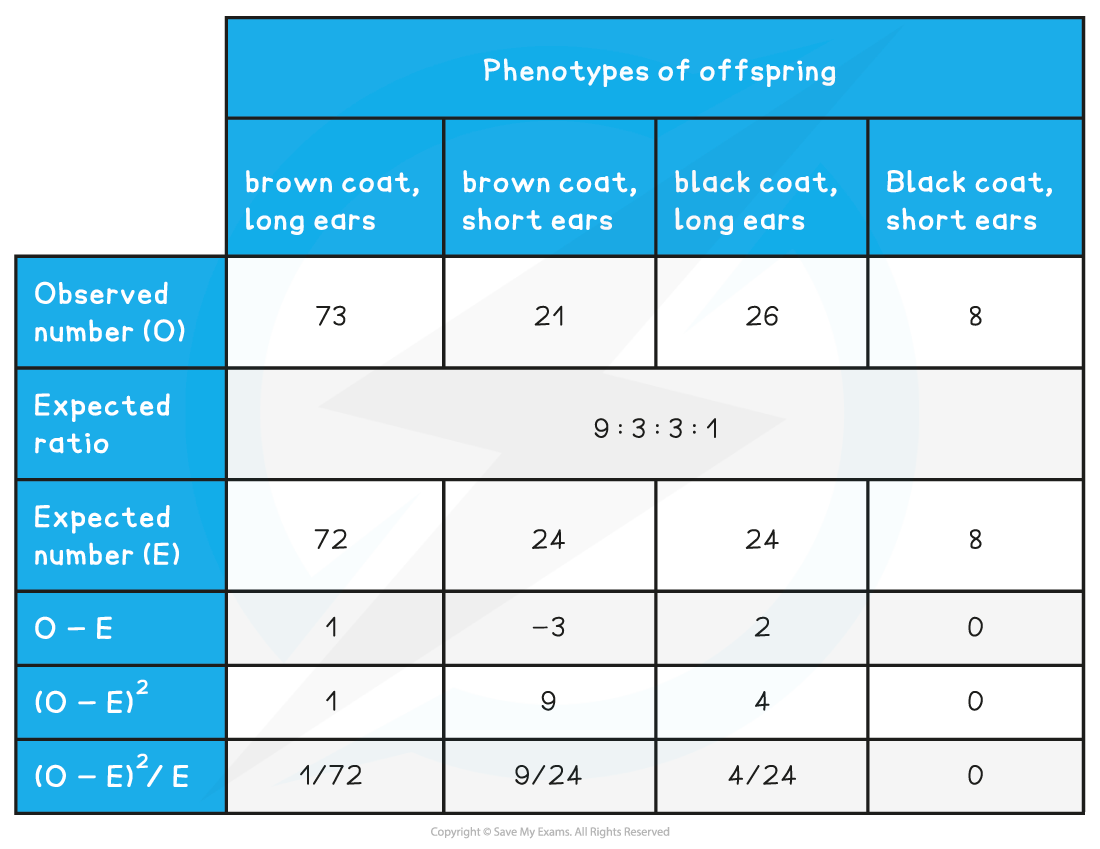 Phenotypes of offspring
brown coat, brown coat, black coat, Black coat,
long ears short ears long ears short ears
Observed
number (O) 73 21 26 8
Expected
ratio 9 : 3 : 3 : 1
Expected
number (E) 72 24 24 8
O – E 1 –3 2 0
(O – E)² 1 9 4 0
(O – E)²/ E 1/72 9/24 4/24 0
Copyright © Save My Exams. All Rights Reserved